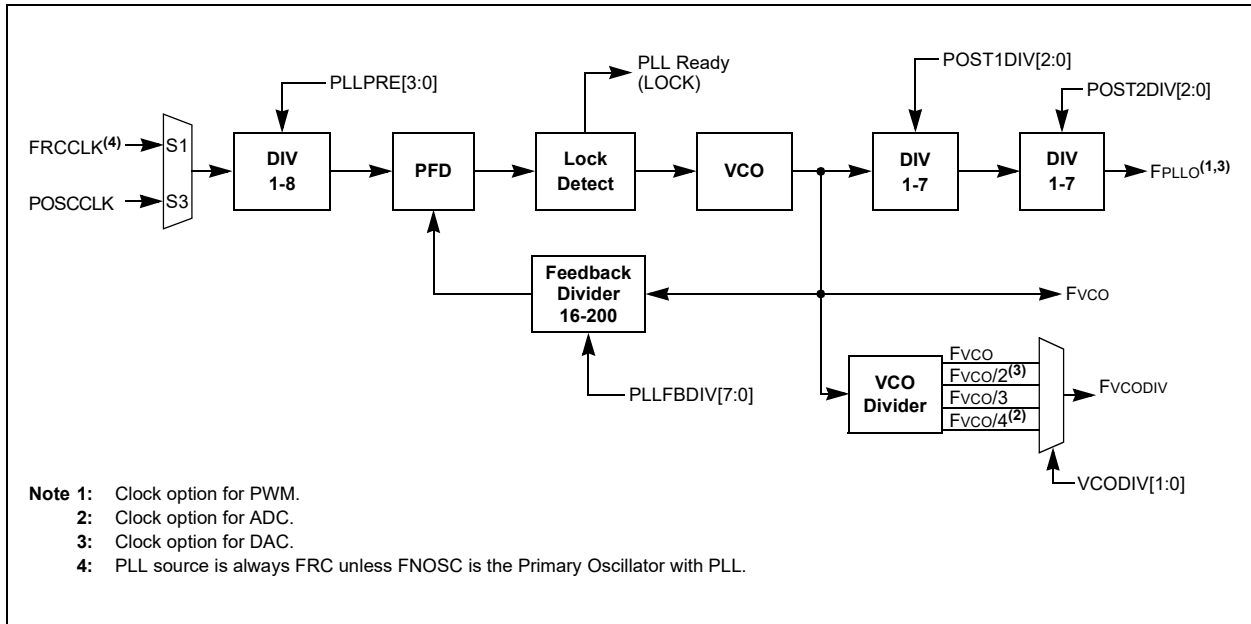 PLLPRE[3:0]
PLL Ready
(LOCK)
POST1DIV[2:0]
POST2DIV[2:0]
FRCCLK(4)
S1
POSCCLK
S3
DIV
1-8
PFD
Lock
Detect
VCO
DIV
1-7
DIV
1-7
FPLLO(1,3)
Feedback
Divider
16-200
FVCO
PLLFBDIV[7:0]
VCO
Divider
FVCO
FVCO/2(3)
FVCO/3
FVCO/4(2)
FVCODIV
VCODIV[1:0]
Note 1: Clock option for PWM.
2: Clock option for ADC.
3: Clock option for DAC.
4: PLL source is always FRC unless FNOSC is the Primary Oscillator with PLL.